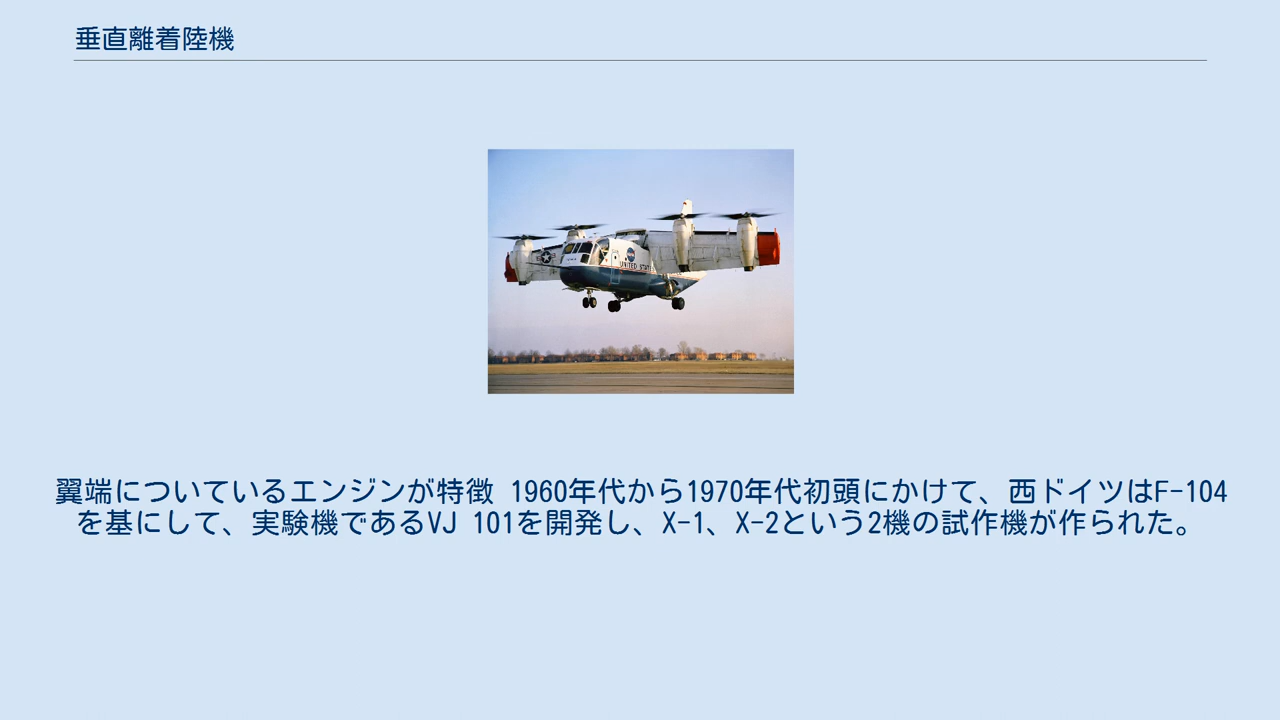 垂直離着陸機
UNITED STAT
翼端についているエンジンが特徴 1960年代から1970年代初頭にかけて、西ドイツはF-104
を基にして、実験機であるVJ 101を開発し、X-1、X-2という2機の試作機が作られた。